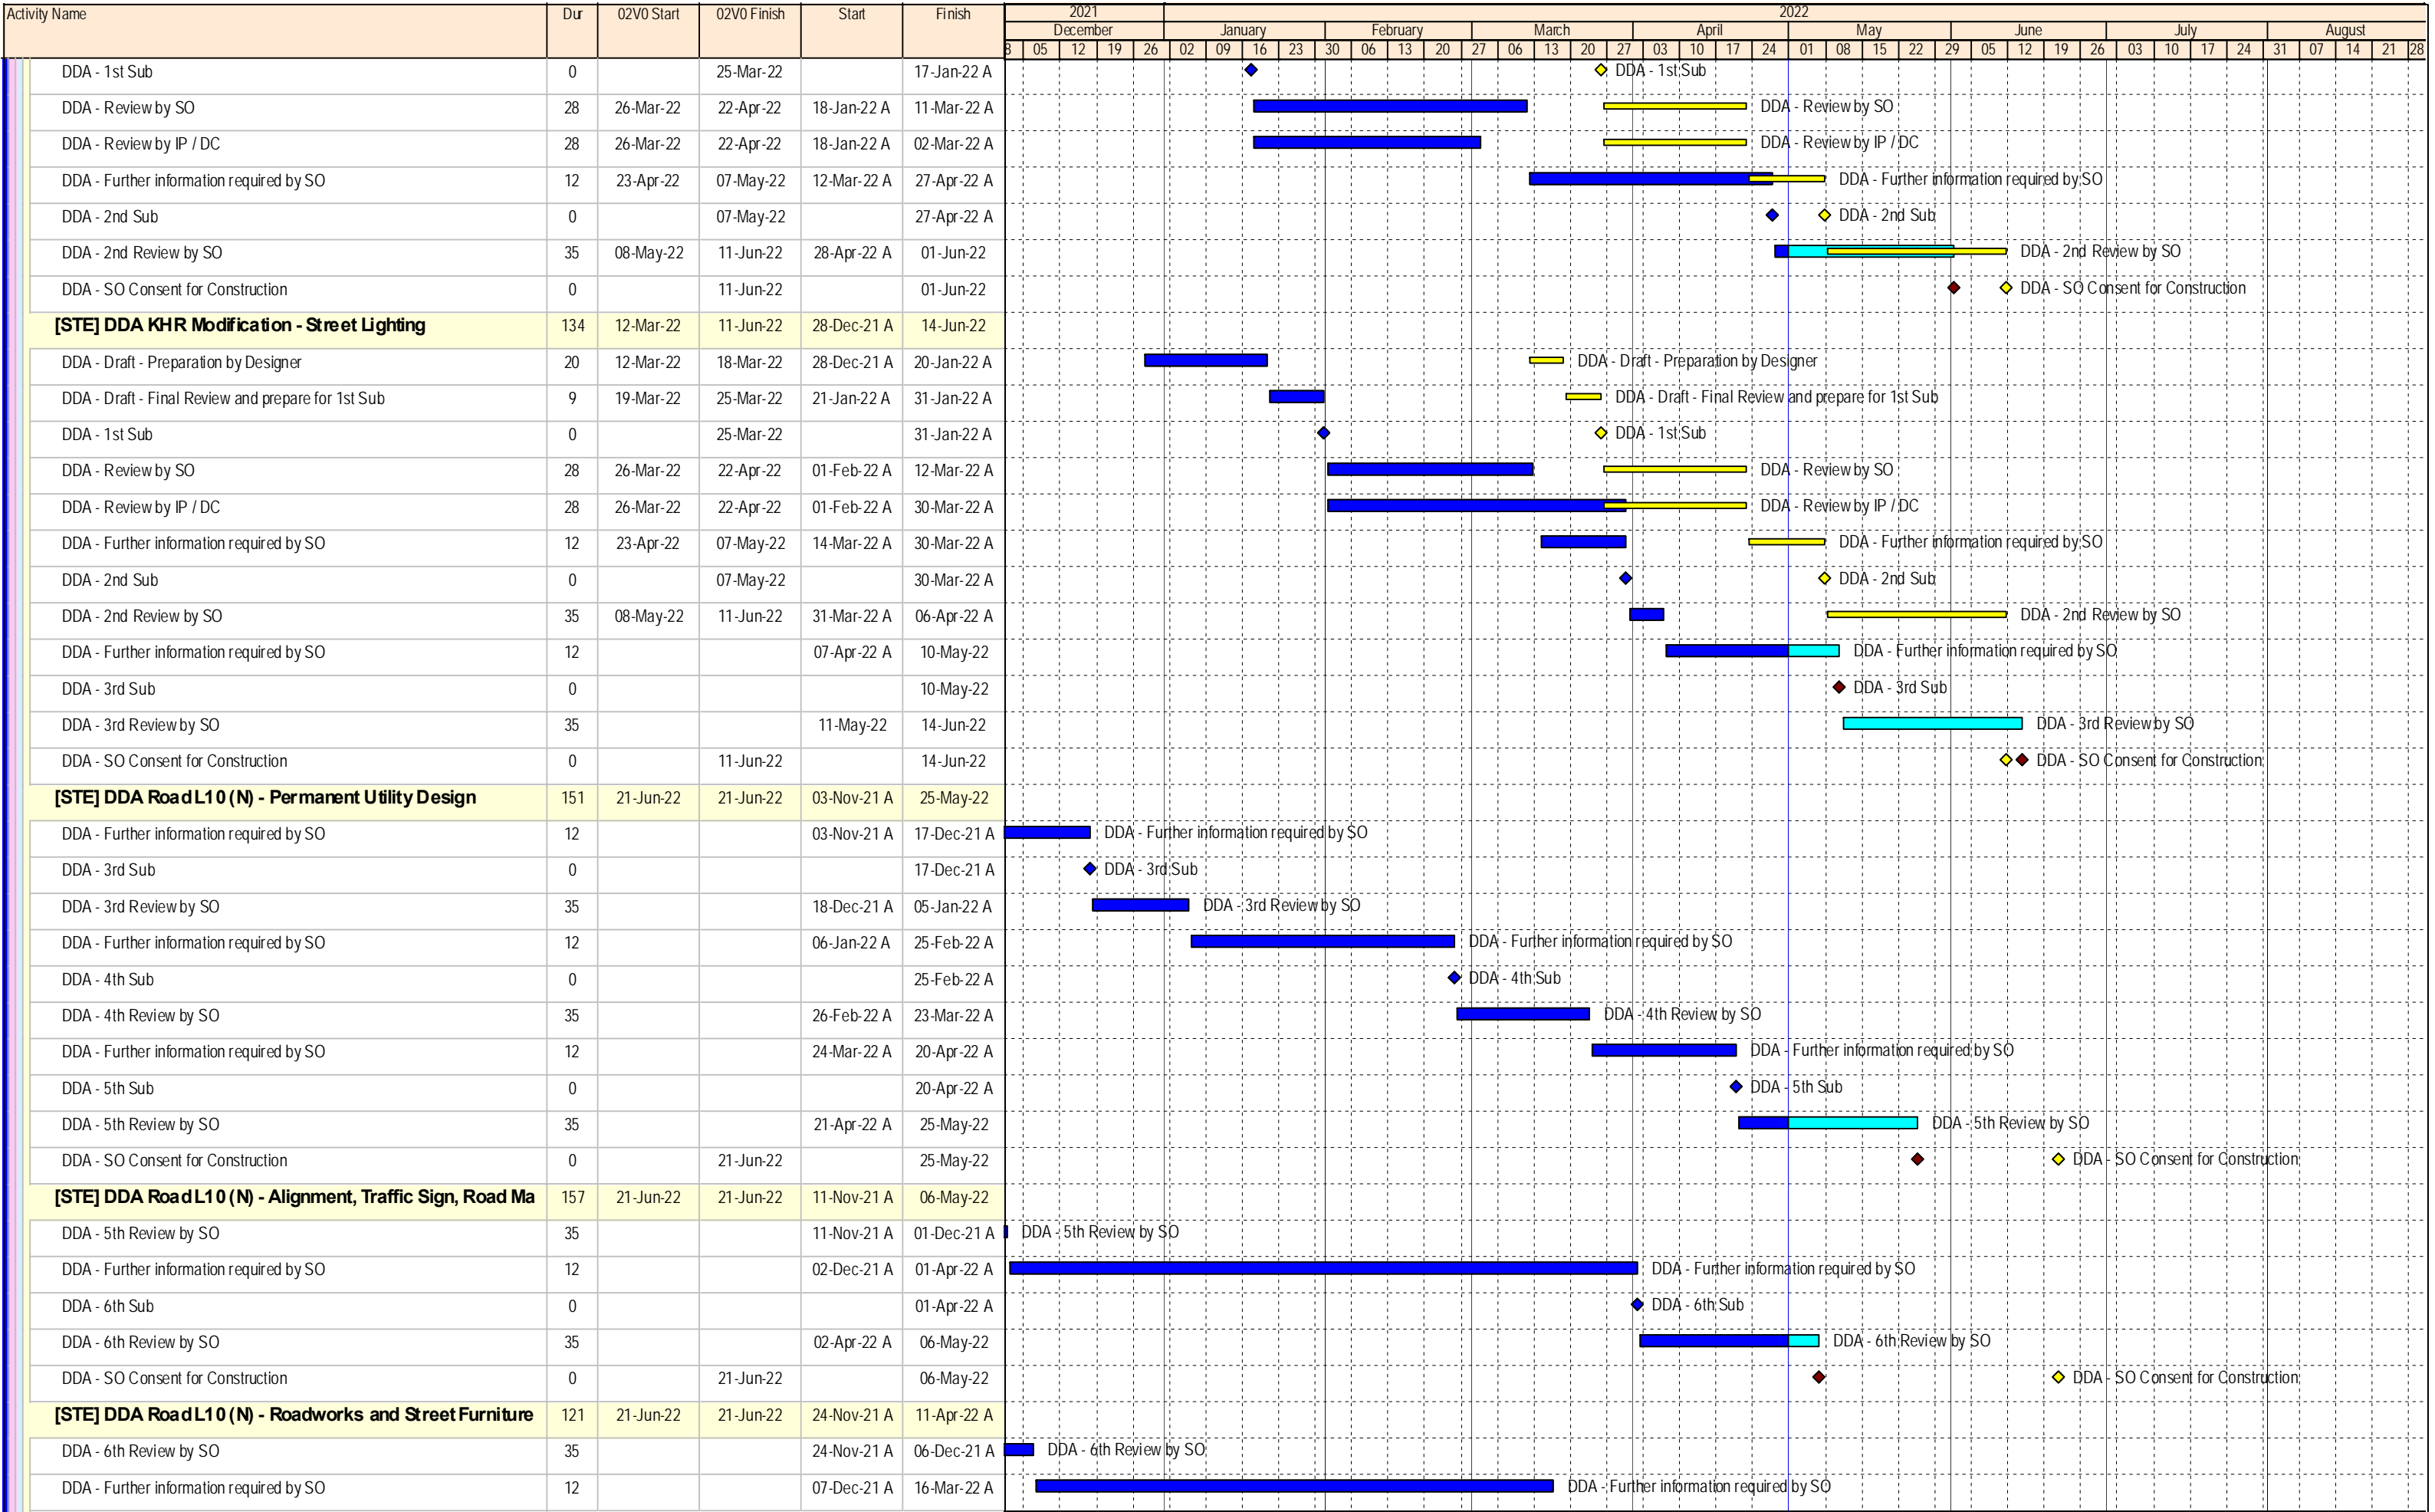 Activity Name Dur 02V0 Start 02V0 Finish Start Finish 2021 2022
December January February March April May June July August
8 05 12 19 26 02 09 16 23 30 06 13 20 27 06 13 20 27 03 10 17 24 01 08 15 22 29 05 12 19 26 03 10 17 24 31 07 14 21 28
DDA - 1st Sub 0 25-Mar-22 17-Jan-22 A DDA - 1st Sub
DDA - Review by SO 28 26-Mar-22 22-Apr-22 18-Jan-22 A 11-Mar-22 A DDA - Review by SO
DDA - Review by IP / DC 28 26-Mar-22 22-Apr-22 18-Jan-22 A 02-Mar-22 A DDA - Review by IP / DC
DDA - Further information required by SO 12 23-Apr-22 07-May-22 12-Mar-22 A 27-Apr-22 A DDA - Further information required by SO
DDA - 2nd Sub 0 07-May-22 27-Apr-22 A DDA - 2nd Sub
DDA - 2nd Review by SO 35 08-May-22 11-Jun-22 28-Apr-22 A 01-Jun-22 DDA - 2nd Review by SO
DDA - SO Consent for Construction 0 11-Jun-22 01-Jun-22 DDA - SO Consent for Construction
[STE] DDA KHR Modification - Street Lighting 134 12-Mar-22 11-Jun-22 28-Dec-21 A 14-Jun-22
DDA - Draft - Preparation by Designer 20 12-Mar-22 18-Mar-22 28-Dec-21 A 20-Jan-22 A DDA - Draft - Preparation by Designer
DDA - Draft - Final Review and prepare for 1st Sub 9 19-Mar-22 25-Mar-22 21-Jan-22 A 31-Jan-22 A DDA - Draft - Final Review and prepare for 1st Sub
DDA - 1st Sub 0 25-Mar-22 31-Jan-22 A DDA - 1st Sub
DDA - Review by SO 28 26-Mar-22 22-Apr-22 01-Feb-22 A 12-Mar-22 A DDA - Review by SO
DDA - Review by IP / DC 28 26-Mar-22 22-Apr-22 01-Feb-22 A 30-Mar-22 A DDA - Review by IP / DC
DDA - Further information required by SO 12 23-Apr-22 07-May-22 14-Mar-22 A 30-Mar-22 A DDA - Further information required by SO
DDA - 2nd Sub 0 07-May-22 30-Mar-22 A DDA - 2nd Sub
DDA - 2nd Review by SO 35 08-May-22 11-Jun-22 31-Mar-22 A 06-Apr-22 A DDA - 2nd Review by SO
DDA - Further information required by SO 12 07-Apr-22 A 10-May-22 DDA - Further information required by SO
DDA - 3rd Sub 0 10-May-22 DDA - 3rd Sub
DDA - 3rd Review by SO 35 11-May-22 14-Jun-22 DDA - 3rd Review by SO
DDA - SO Consent for Construction 0 11-Jun-22 14-Jun-22 DDA - SO Consent for Construction
[STE] DDA Road L10 (N) - Permanent Utility Design 151 21-Jun-22 21-Jun-22 03-Nov-21 A 25-May-22
DDA - Further information required by SO 12 03-Nov-21 A 17-Dec-21 A DDA - Further information required by SO
DDA - 3rd Sub 0 17-Dec-21 A DDA - 3rd Sub
DDA - 3rd Review by SO 35 18-Dec-21 A 05-Jan-22 A DDA - 3rd Review by SO
DDA - Further information required by SO 12 06-Jan-22 A 25-Feb-22 A DDA - Further information required by SO
DDA - 4th Sub 0 25-Feb-22 A DDA - 4th Sub
DDA - 4th Review by SO 35 26-Feb-22 A 23-Mar-22 A DDA - 4th Review by SO
DDA - Further information required by SO 12 24-Mar-22 A 20-Apr-22 A DDA - Further information required by SO
DDA - 5th Sub 0 20-Apr-22 A DDA - 5th Sub
DDA - 5th Review by SO 35 21-Apr-22 A 25-May-22 DDA - 5th Review by SO
DDA - SO Consent for Construction 0 21-Jun-22 25-May-22 DDA - SO Consent for Construction
[STE] DDA Road L10 (N) - Alignment, Traffic Sign, Road Ma 157 21-Jun-22 21-Jun-22 11-Nov-21 A 06-May-22
DDA - 5th Review by SO 35 11-Nov-21 A 01-Dec-21 A DDA - 5th Review by SO
DDA - Further information required by SO 12 02-Dec-21 A 01-Apr-22 A DDA - Further information required by SO
DDA - 6th Sub 0 01-Apr-22 A DDA - 6th Sub
DDA - 6th Review by SO 35 02-Apr-22 A 06-May-22 DDA - 6th Review by SO
DDA - SO Consent for Construction 0 21-Jun-22 06-May-22 DDA - SO Consent for Construction
[STE] DDA Road L10 (N) - Roadworks and Street Furniture 121 21-Jun-22 21-Jun-22 24-Nov-21 A 11-Apr-22 A
DDA - 6th Review by SO 35 24-Nov-21 A 06-Dec-21 A DDA - 6th Review by SO
DDA - Further information required by SO 12 07-Dec-21 A 16-Mar-22 A DDA - Further information required by SO